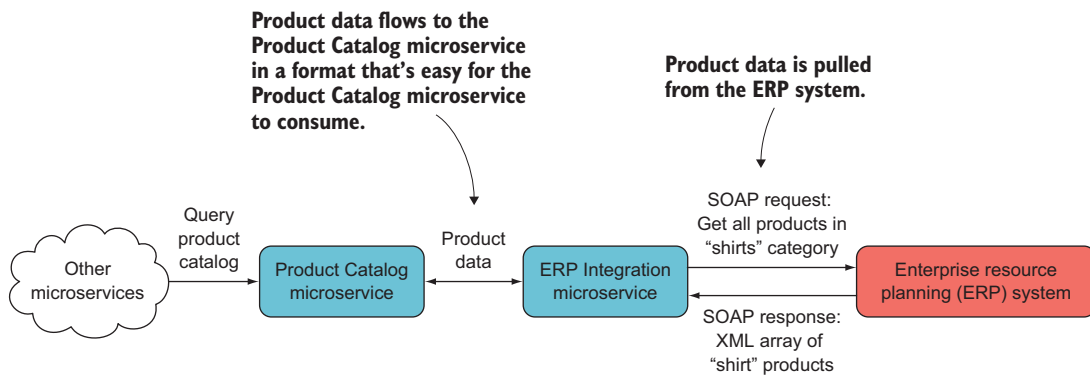 Product data flows to the
Product Catalog microservice
in a format that's easy for the
Product Catalog microservice
to consume.
Product data is pulled
from the ERP system.
Other
microservices
Query
product
catalog
Product Catalog
microservice
Product
data
ERP Integration
microservice
SOAP request:
Get all products in
“shirts” category
SOAP response:
XML array of
“shirt” products
Enterprise resource
planning (ERP) system